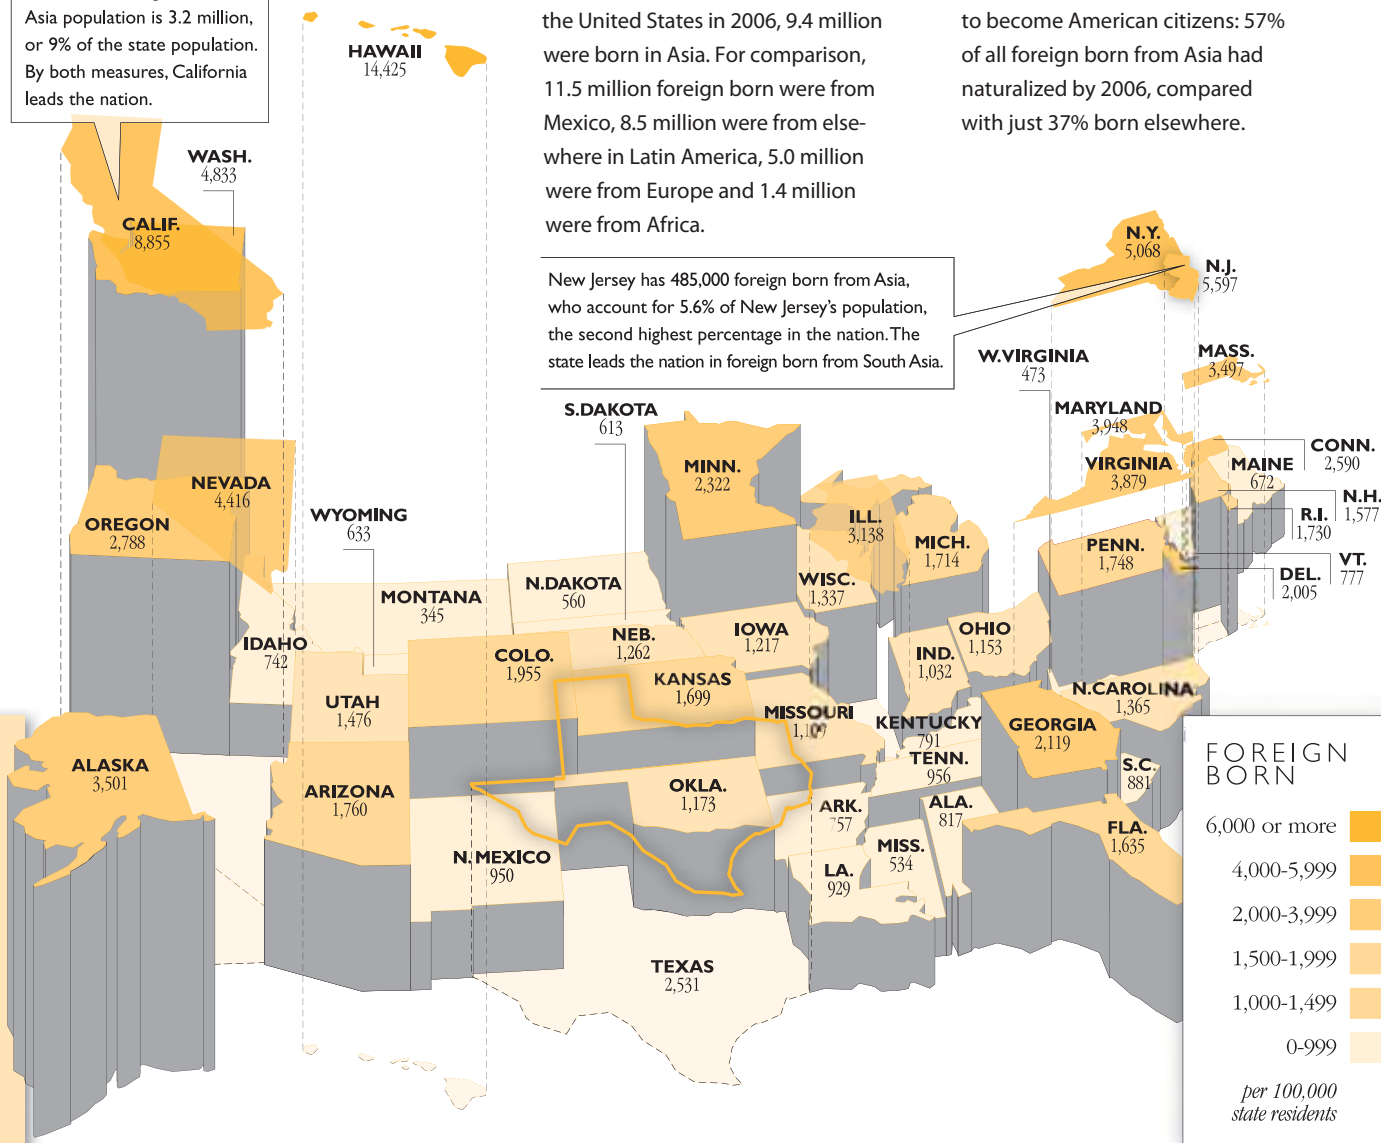 Asia population is 3.2 million,
or 9% of the state population.
By both measures, California
leads the nation.
the United States in 2006, 9.4 million
were born in Asia. For comparison,
11.5 million foreign born were from
Mexico, 8.5 million were from else-
where in Latin America, 5.0 million
were from Europe and 1.4 million
were from Africa.
to become American citizens: 57%
of all foreign born from Asia had
naturalized by 2006, compared
with just 37% born elsewhere.
HAWAII
14,425
WASH.
4,833
CALIF.
8,855
N.Y.
5,068
N.J.
5,597
New Jersey has 485,000 foreign born from Asia,
who account for 5.6% of New Jersey's population,
the second highest percentage in the nation. The
state leads the nation in foreign born from South Asia.
W.VIRGINIA
473
MASS.
3,497
S.DAKOTA
613
MARYLAND
3,948
CONN.
2,590
MINN.
2,322
VIRGINIA
3,879
MAINE
672
NEVADA
4,416
N.H.
1,577
WYOMING
633
OREGON
2,788
ILL.
3,138
R.I.
1,730
MICH.
1,714
PENN.
1,748
VT.
777
DEL.
2,005
WISC.
1,337
N.DAKOTA
560
MONTANA
345
IDAHO
742
NEB.
1,262
IOWA
1,217
OHIO
1,153
IND.
1,032
COLO.
1,955
KANSAS
1,699
UTAH
1,476
N.CAROLINA
1,365
MISSOURI
KENTUCKY
791
GEORGIA
2,119
TENN.
956
S.C.
881
ALASKA
3,501
ARIZONA
1,760
OKLA.
1,173
ARK.
757
ALA.
817
FLA.
1,635
MISS.
534
N. MEXICO
950
LA.
929
TEXAS
2,531
FOREIGN
BORN
6,000 or more
4,000-5,999
2,000-3,999
1,500-1,999
1,000-1,499
0-999
per 100,000
state residents